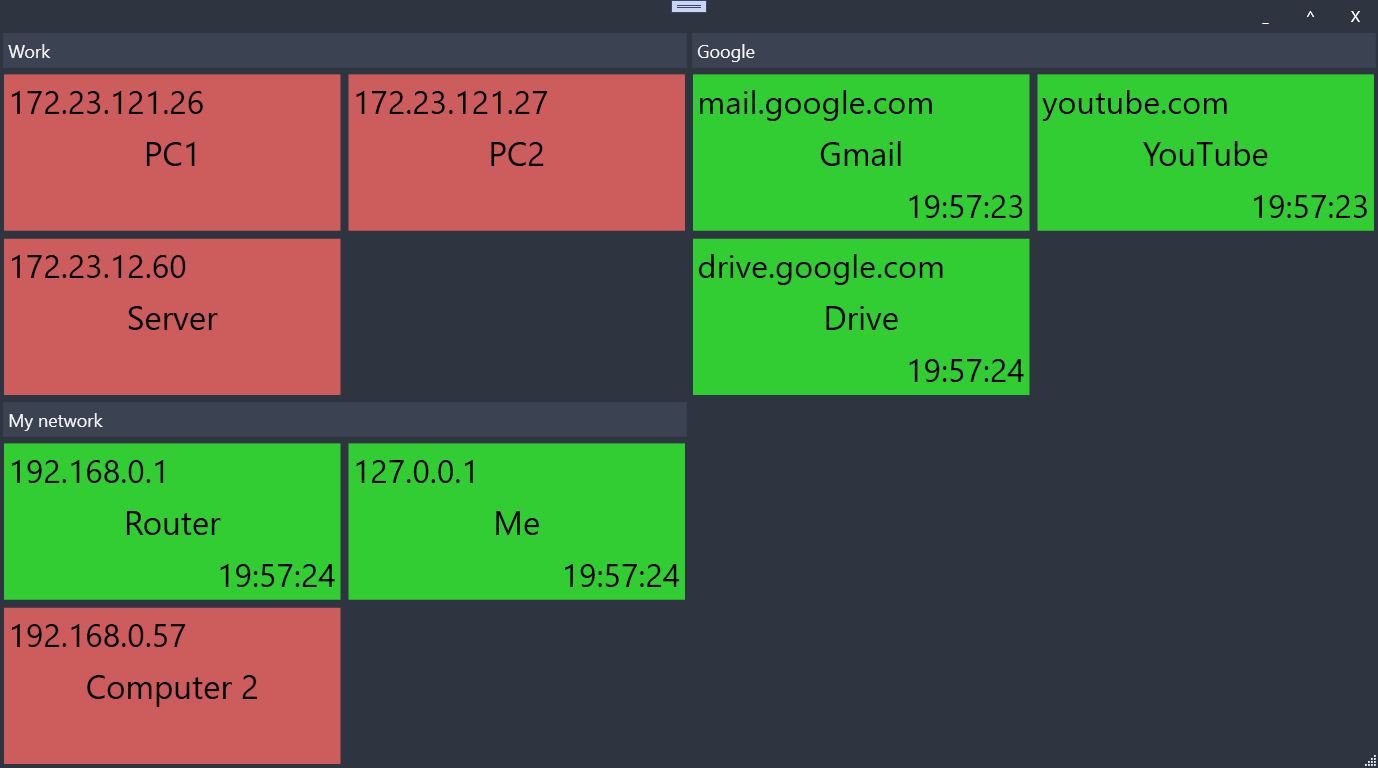 _ ^ X
Work
172.23.121.26
PC1
172.23.121.27
PC2
172.23.12.60
Server
My network
192.168.0.1
Router
19:57:24
127.0.0.1
Me
19:57:24
192.168.0.57
Computer 2
Google
mail.google.com
Gmail
19:57:23
youtube.com
YouTube
19:57:23
drive.google.com
Drive
19:57:24